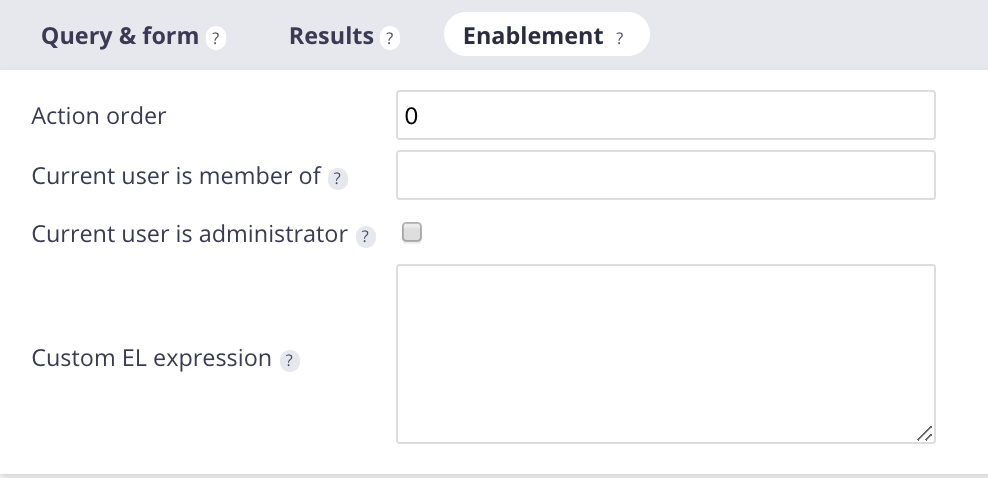 Query & form ? Results ? Enablement ?
Action order 0
Current user is member of ?
Current user is administrator ?
Custom EL expression ?